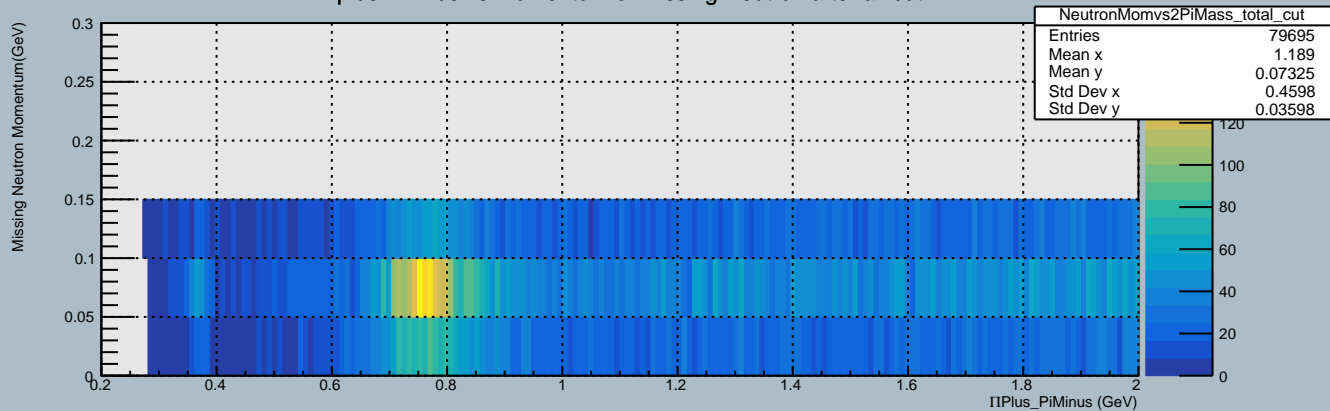 NeutronMomvs2PiMass_total_cut
Entries 79695
Mean x 1.189
Mean y 0.07325
Std Dev x 0.4598
Std Dev y 0.03598
Missing Neutron Momentum(GeV)
0.3
0.25
0.2
0.15
0.1
0.05
0
0.2 0.4 0.6 0.8 1 1.2 1.4 1.6 1.8 2
ΠPlus_PiMinus (GeV)
120
100
80
60
40
20
0